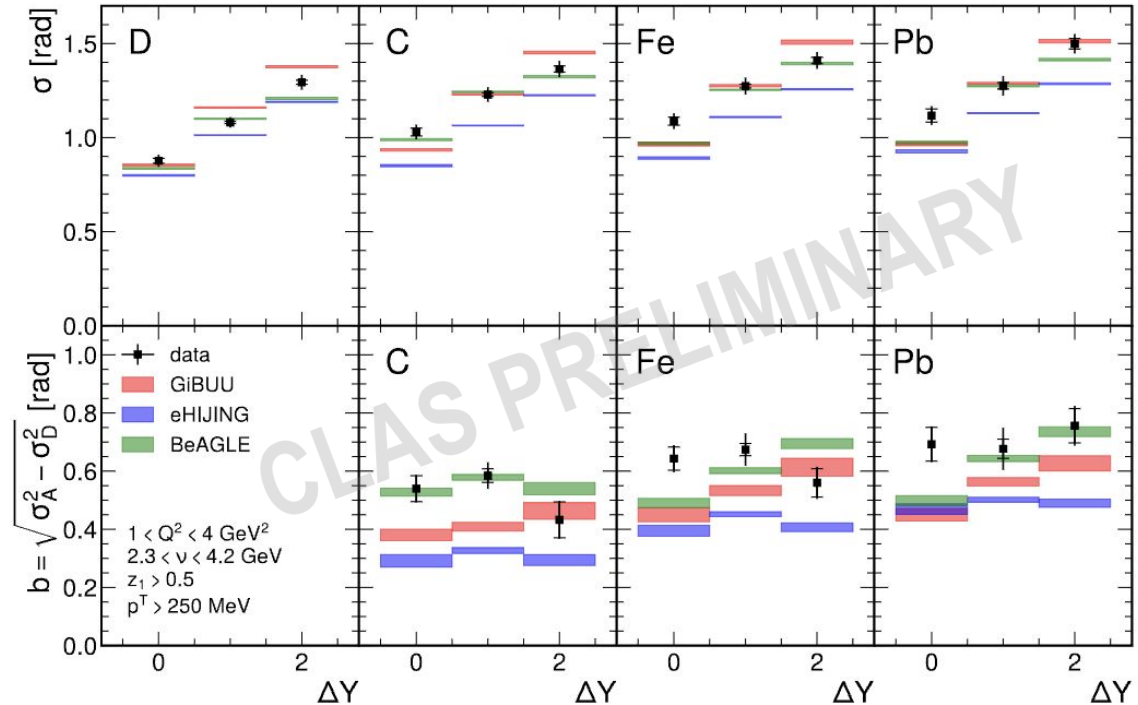 σ [rad]
1.5
1.0
0.5
0.0
D
C
Fe
Pb
b = √σ²_A − σ²_D [rad]
1.0
0.8
0.6
0.4
0.2
0.0
data
GiBUU
eHIJING
BeAGLE
1 < Q² < 4 GeV²
2.3 < ν < 4.2 GeV
z₁ > 0.5
pᵀ > 250 MeV
C
Fe
Pb
CLAS PRELIMINARY
0 2 0 2 0 2 0 2
ΔY ΔY ΔY ΔY